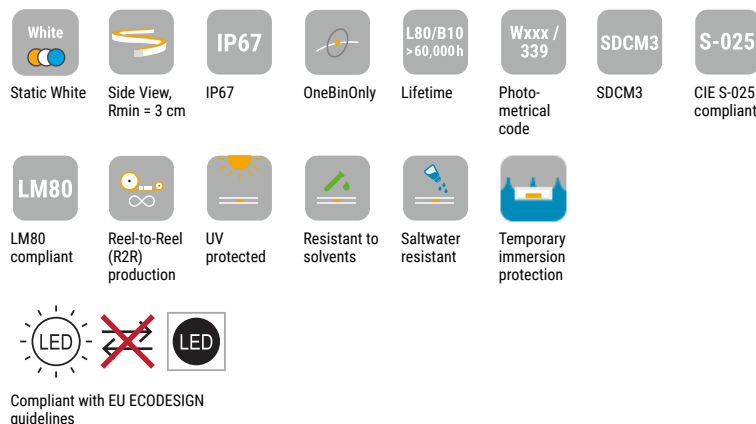 White
IP67
L80/B10
>60,000h
Wxxx /
339
SDCM3
S-025
Static White
Side View,
Rmin = 3 cm
IP67
OneBinOnly
Lifetime
Photo-
metrical
code
SDCM3
CIE S-025
compliant
LM80
LM80
compliant
Reel-to-Reel
(R2R)
production
UV
protected
Resistant to
solvents
Saltwater
resistant
Temporary
immersion
protection
LED
LED
Compliant with EU ECODESIGN
guidelines